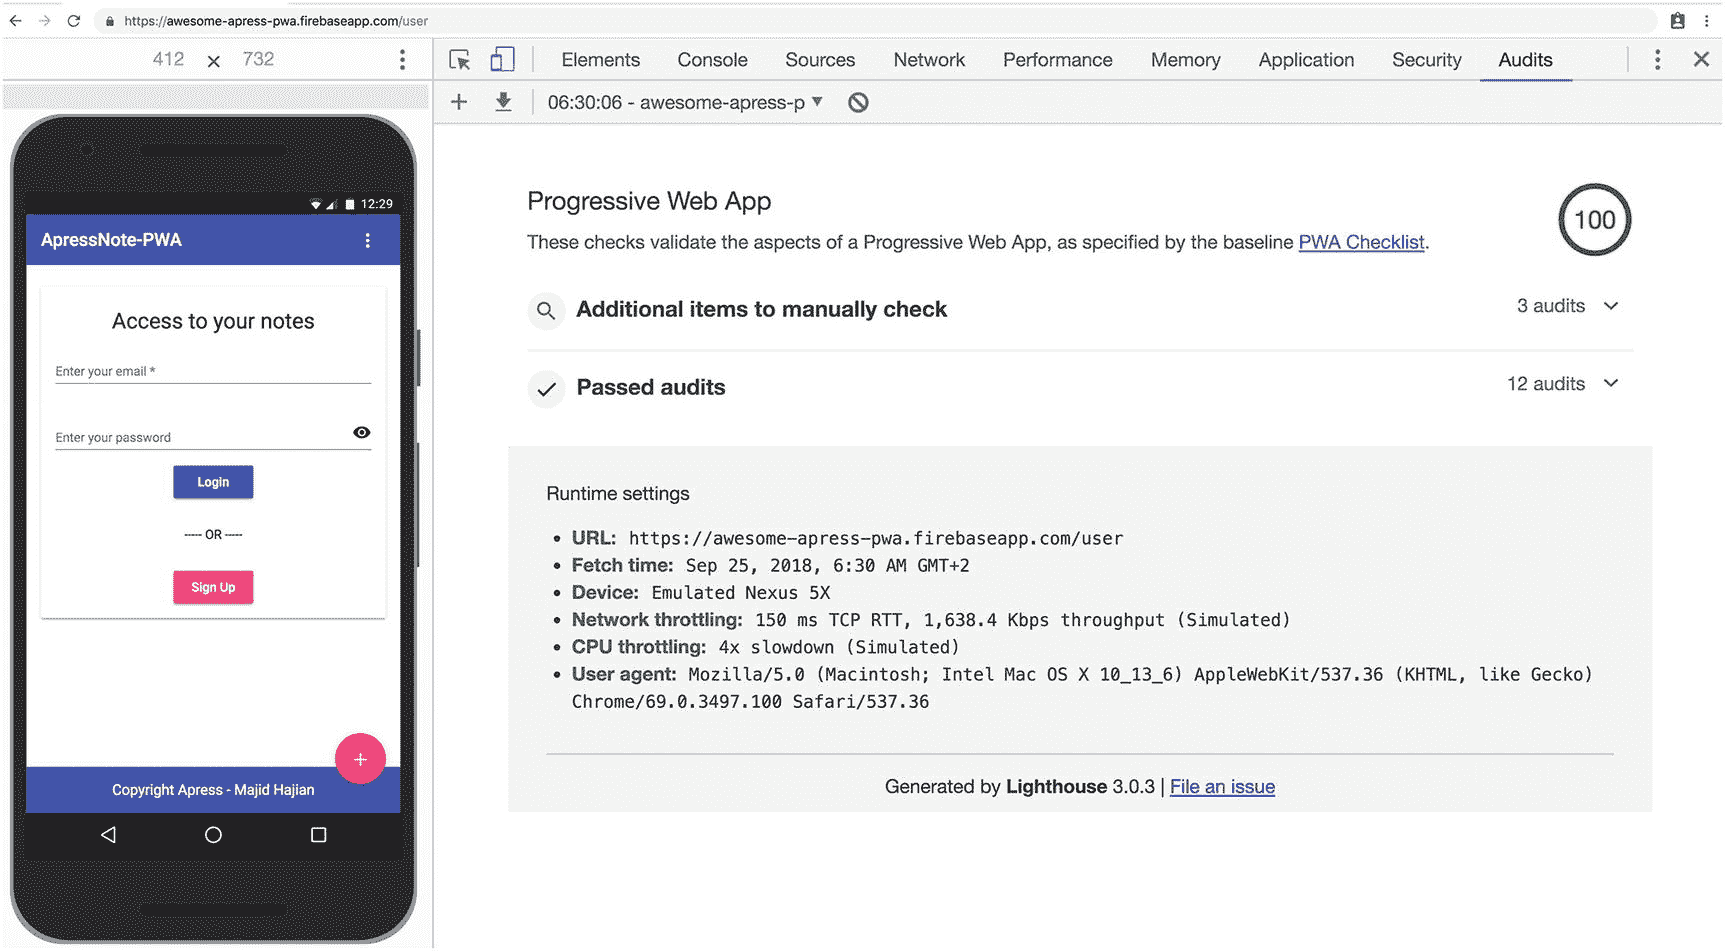 https://awesome-apress-pwa.firebaseapp.com/user
412 × 732
Elements Console Sources Network Performance Memory Application Security Audits
06:30:06 - awesome-apress-p
12:29
ApressNote-PWA
Access to your notes
Enter your email *
Enter your password
Login
----- OR -----
Sign Up
+
Copyright Apress - Majid Hajian
Progressive Web App
100
These checks validate the aspects of a Progressive Web App, as specified by the baseline PWA Checklist.
Additional items to manually check 3 audits
Passed audits 12 audits
Runtime settings
• URL: https://awesome-apress-pwa.firebaseapp.com/user
• Fetch time: Sep 25, 2018, 6:30 AM GMT+2
• Device: Emulated Nexus 5X
• Network throttling: 150 ms TCP RTT, 1,638.4 Kbps throughput (Simulated)
• CPU throttling: 4x slowdown (Simulated)
• User agent: Mozilla/5.0 (Macintosh; Intel Mac OS X 10_13_6) AppleWebKit/537.36 (KHTML, like Gecko)
Chrome/69.0.3497.100 Safari/537.36
Generated by Lighthouse 3.0.3 | File an issue